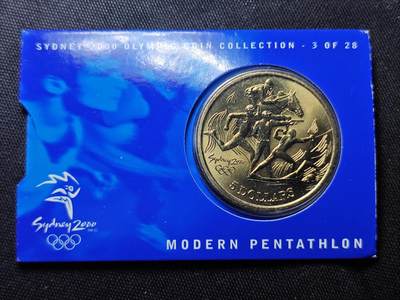 SYDNEY 2000 OLYMPIC COIN COLLECTION - 3 OF 28
Sydney 2000
5 DOLLARS
Sydney 2000
MODERN PENTATHLON